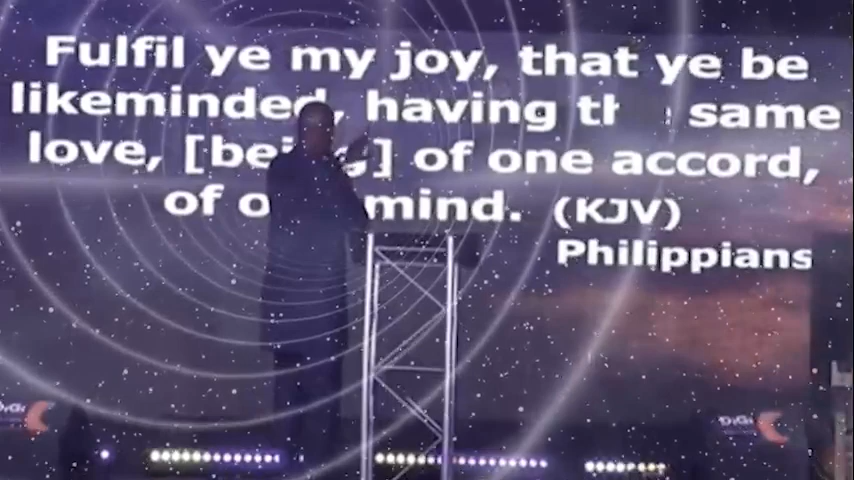 Fulfil ye my joy, that ye be
likeminded, having same
love, of one accord,
of mind. (KJV)
Philippians